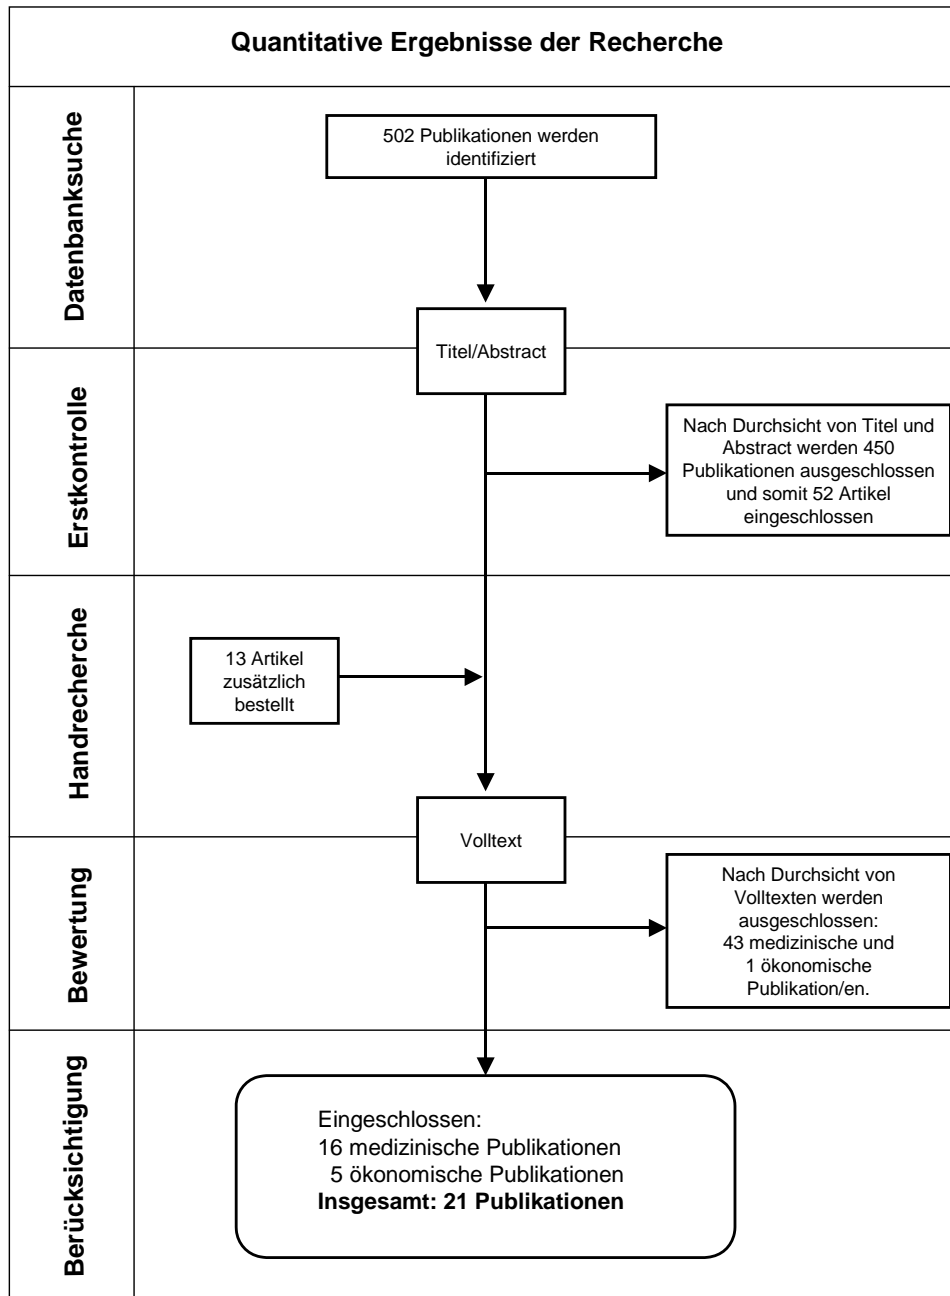 Quantitative Ergebnisse der Recherche
Datenbanksuche
502 Publikationen werden
identifiziert
Titel/Abstract
Erstkontrolle
Nach Durchsicht von Titel und
Abstract werden 450
Publikationen ausgeschlossen
und somit 52 Artikel
eingeschlossen
Handrecherche
13 Artikel
zusätzlich
bestellt
Volltext
Bewertung
Nach Durchsicht von
Volltexten werden
ausgeschlossen:
43 medizinische und
1 ökonomische
Publikation/en.
Berücksichtigung
Eingeschlossen:
16 medizinische Publikationen
5 ökonomische Publikationen
Insgesamt: 21 Publikationen